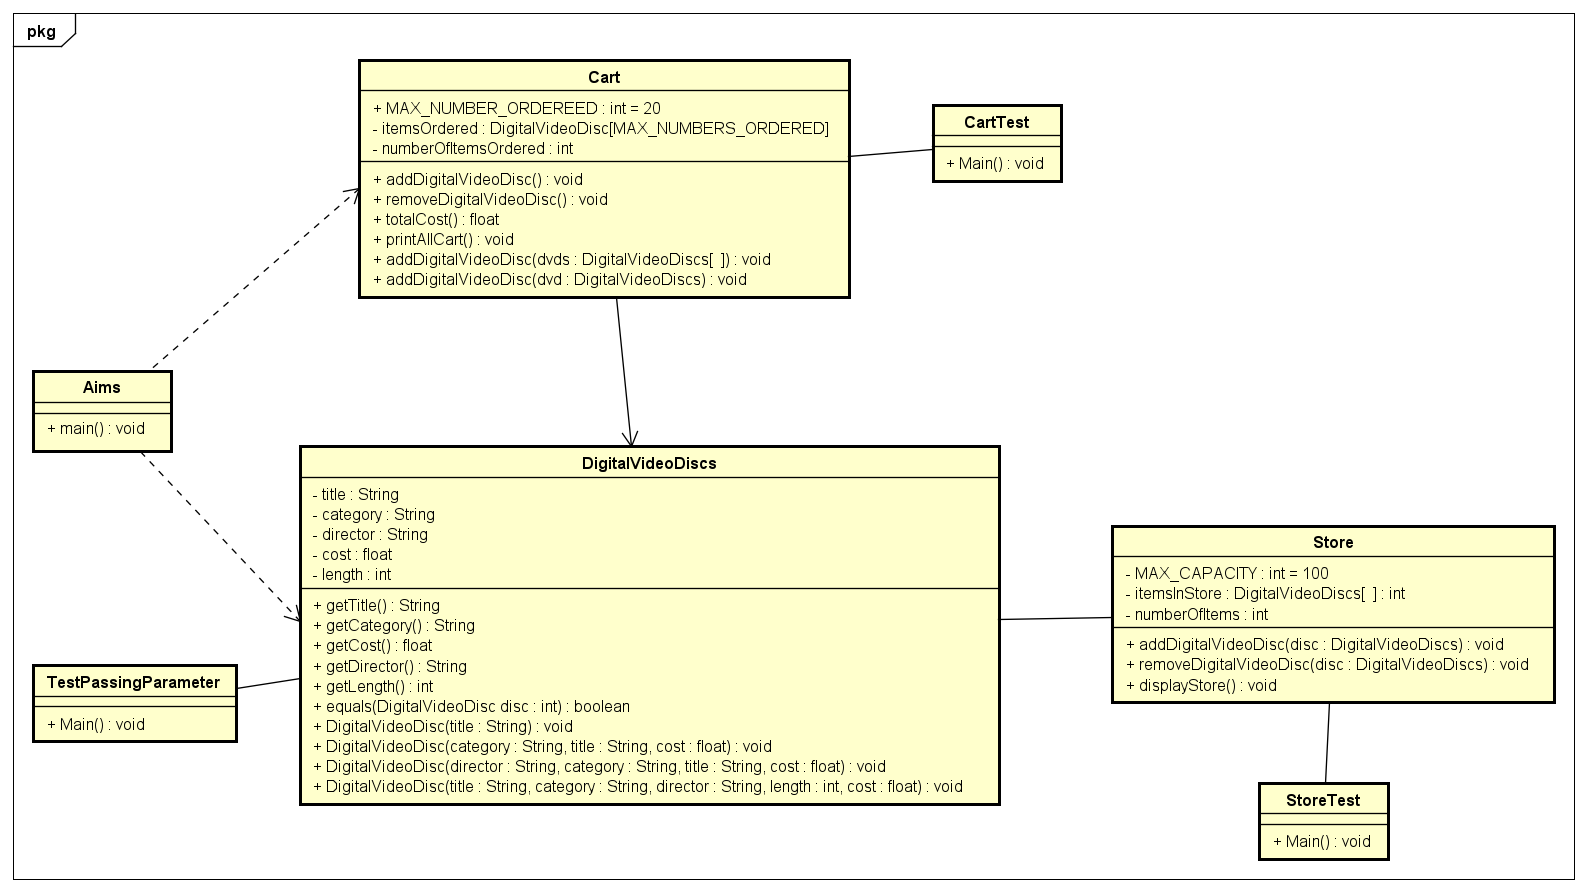 pkg
Cart
+ MAX_NUMBER_ORDEREED : int = 20
- itemsOrdered : DigitalVideoDisc[MAX_NUMBERS_ORDERED]
- numberOfItemsOrdered : int
+ addDigitalVideoDisc() : void
+ removeDigitalVideoDisc() : void
+ totalCost() : float
+ printAllCart() : void
+ addDigitalVideoDisc(dvds : DigitalVideoDiscs[ ]) : void
+ addDigitalVideoDisc(dvd : DigitalVideoDiscs) : void
CartTest
+ Main() : void
Aims
+ main() : void
DigitalVideoDiscs
- title : String
- category : String
- director : String
- cost : float
- length : int
+ getTitle() : String
+ getCategory() : String
+ getCost() : float
+ getDirector() : String
+ getLength() : int
+ equals(DigitalVideoDisc disc : int) : boolean
+ DigitalVideoDisc(title : String) : void
+ DigitalVideoDisc(category : String, title : String, cost : float) : void
+ DigitalVideoDisc(director : String, category : String, title : String, cost : float) : void
+ DigitalVideoDisc(title : String, category : String, director : String, length : int, cost : float) : void
Store
- MAX_CAPACITY : int = 100
- itemsInStore : DigitalVideoDiscs[ ] : int
- numberOfItems : int
+ addDigitalVideoDisc(disc : DigitalVideoDiscs) : void
+ removeDigitalVideoDisc(disc : DigitalVideoDiscs) : void
+ displayStore() : void
TestPassingParameter
+ Main() : void
StoreTest
+ Main() : void